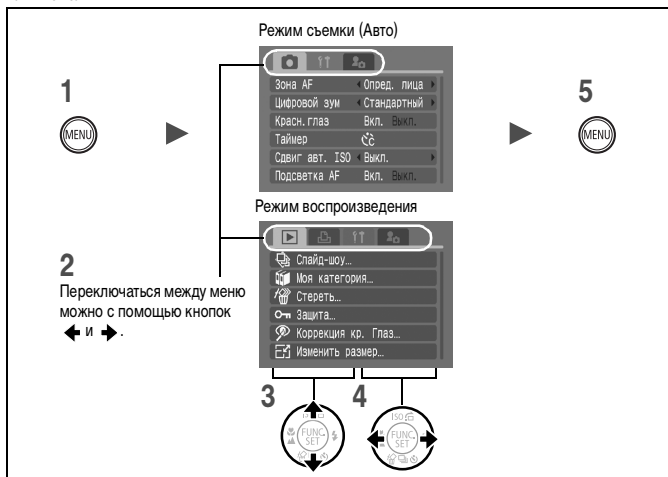 Режим съемки (Авто)
1
MENU
Зона AF Опред. лица
Цифровой зум Стандартный
Красн.глаз Вкл. Выкл.
Таймер
Сдвиг авт. ISO Выкл.
Подсветка AF Вкл. Выкл.
5
MENU
Режим воспроизведения
2
Переключаться между меню
можно с помощью кнопок
и .
Слайд-шоу…
Моя категория…
Стереть…
Защита…
Коррекция кр. Глаз…
Изменить размер…
3
FUNC.
SET
4
ISO
FUNC.
SET